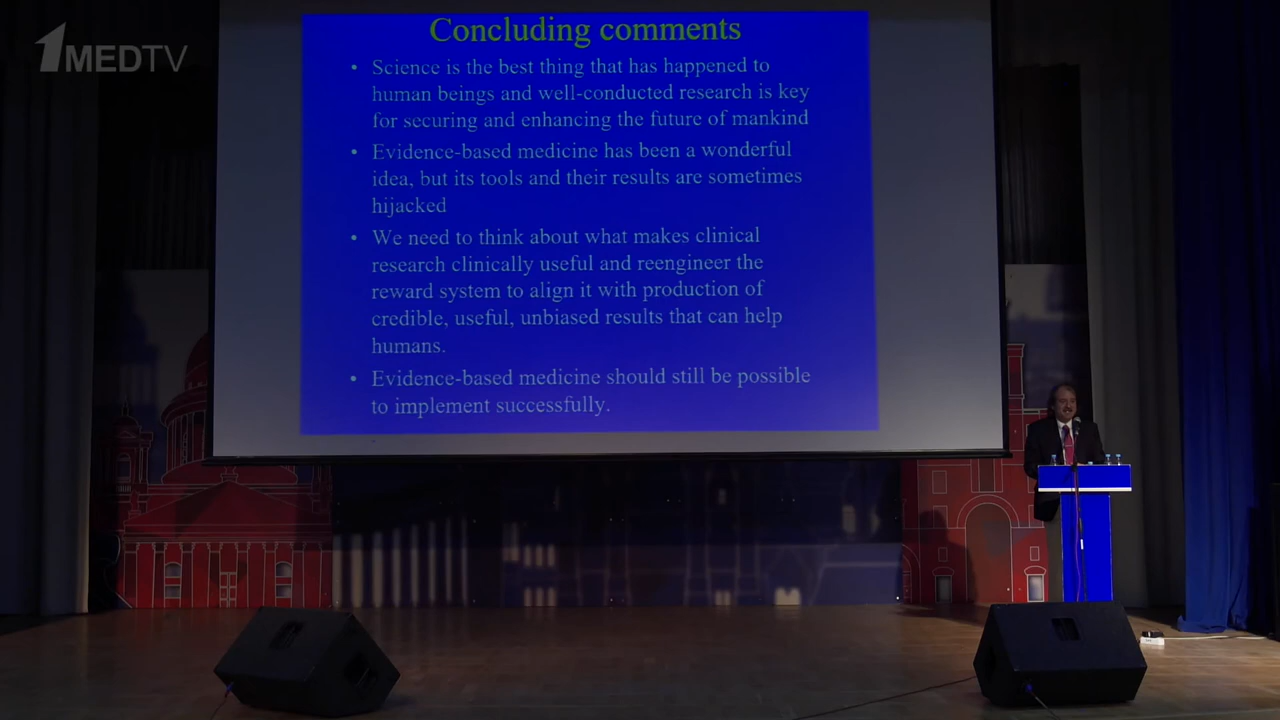 1MEDTV
Concluding comments
• Science is the best thing that has happened to
human beings and well-conducted research is key
for securing and enhancing the future of mankind
• Evidence-based medicine has been a wonderful
idea, but its tools and their results are sometimes
hijacked
• We need to think about what makes clinical
research clinically useful and reengineer the
reward system to align it with production of
credible, useful, unbiased results that can help
humans.
• Evidence-based medicine should still be possible
to implement successfully.